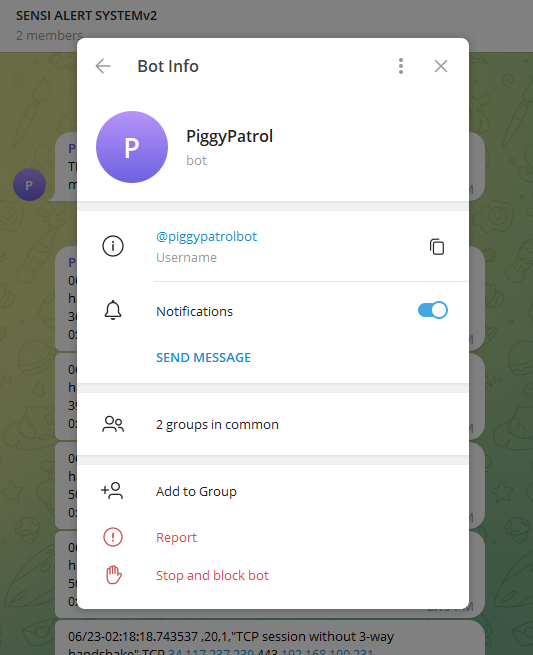 SENSI ALERT SYSTEMv2
2 members
Bot Info
P
PiggyPatrol
bot
@piggypatrolbot
Username
Notifications
SEND MESSAGE
2 groups in common
Add to Group
Report
Stop and block bot
P
06/23-02:18:18.743537 ,20,1,"TCP session without 3-way
handshake",TCP,34.117.237.239,443,192.168.100.231,